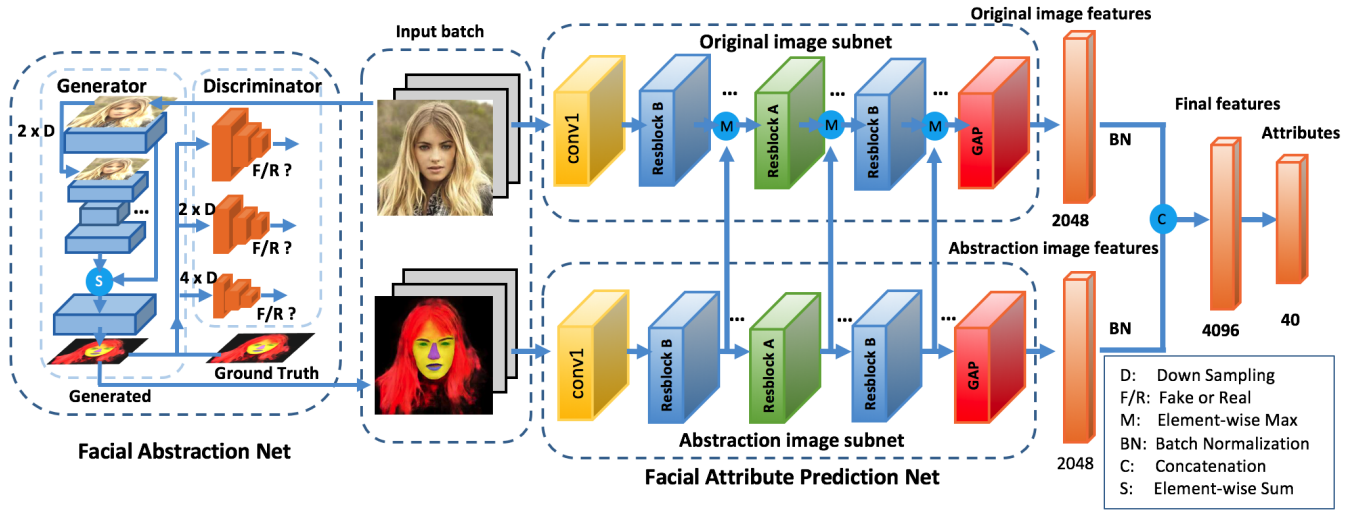 Original image features
Input batch
Original image subnet
Generator
Discriminator
2 x D
F/R ?
2 x D
F/R ?
4 x D
F/R ?
...
S
Ground Truth
Generated
Facial Abstraction Net
conv1
Resblock B
...
M
Resblock A
...
M
Resblock B
...
M
GAP
2048
BN
Final features
Attributes
C
4096
40
Abstraction image features
conv1
Resblock B
...
Resblock A
...
Resblock B
...
GAP
2048
BN
Abstraction image subnet
Facial Attribute Prediction Net
D: Down Sampling
F/R: Fake or Real
M: Element-wise Max
BN: Batch Normalization
C: Concatenation
S: Element-wise Sum